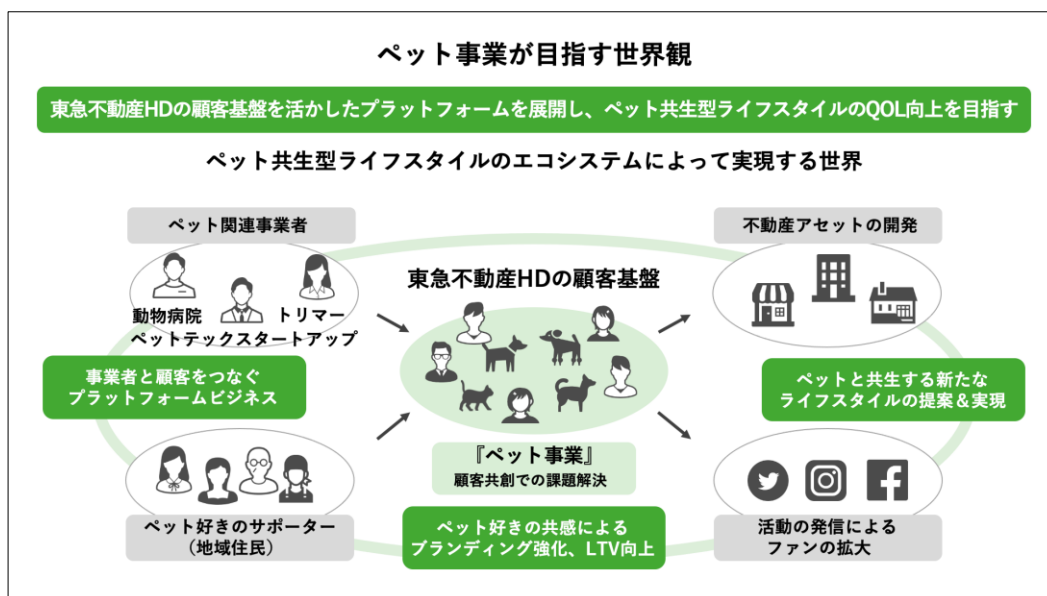 ペット事業が目指す世界観
東急不動産HDの顧客基盤を活かしたプラットフォームを展開し、ペット共生型ライフスタイルのQOL向上を目指す
ペット共生型ライフスタイルのエコシステムによって実現する世界
ペット関連事業者
動物病院
トリマー
ペットテックスタートアップ
東急不動産HDの顧客基盤
不動産アセットの開発
事業者と顧客をつなぐ
プラットフォームビジネス
ペットと共生する新たな
ライフスタイルの提案&実現
『ペット事業』
顧客共創での課題解決
ペット好きのサポーター
(地域住民)
ペット好きの共感による
ブランディング強化、LTV向上
活動の発信による
ファンの拡大